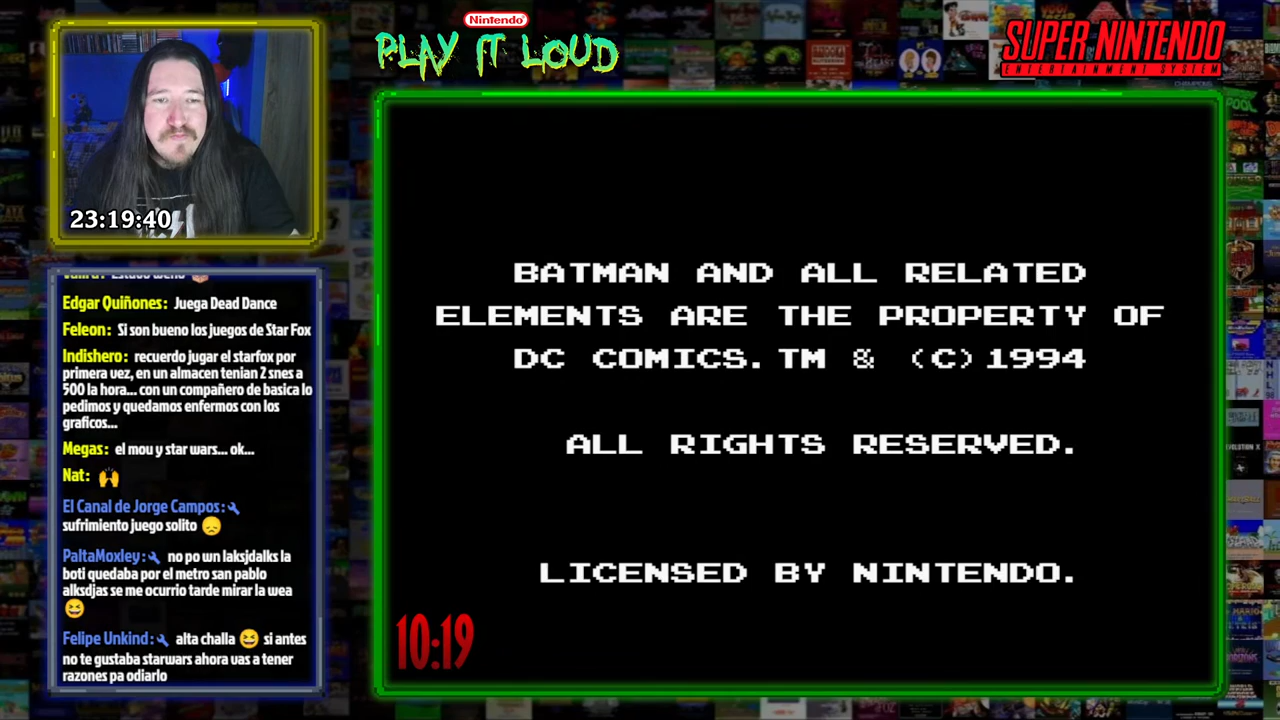 Nintendo
PLAY IT LOUD
SUPER NINTENDO
ENTERTAINMENT SYSTEM
23:19:40
Edgar Quiñones: Juega Dead Dance
Feleon: Si son bueno los juegos de Star Fox
Indishero: recuerdo jugar el starfox por
primera vez, en un almacen tenian 2 snes a
500 la hora... con un compañero de basica lo
pedimos y quedamos enfermos con los
graficos...
Megas: el mou y star wars... ok...
Nat: 🙌
El Canal de Jorge Campos:
sufrimiento juego solito 😞
PaltaMoxley: no po wn laksjdalks la
boti quedaba por el metro san pablo
alksdjas se me ocurrio tarde mirar la wea
😆
Felipe Unkind: alta challa 😆 si antes
no te gustaba starwars ahora vas a tener
razones pa odiarlo
BATMAN AND ALL RELATED
ELEMENTS ARE THE PROPERTY OF
DC COMICS. TM & (C) 1994
ALL RIGHTS RESERVED.
LICENSED BY NINTENDO.
10:19